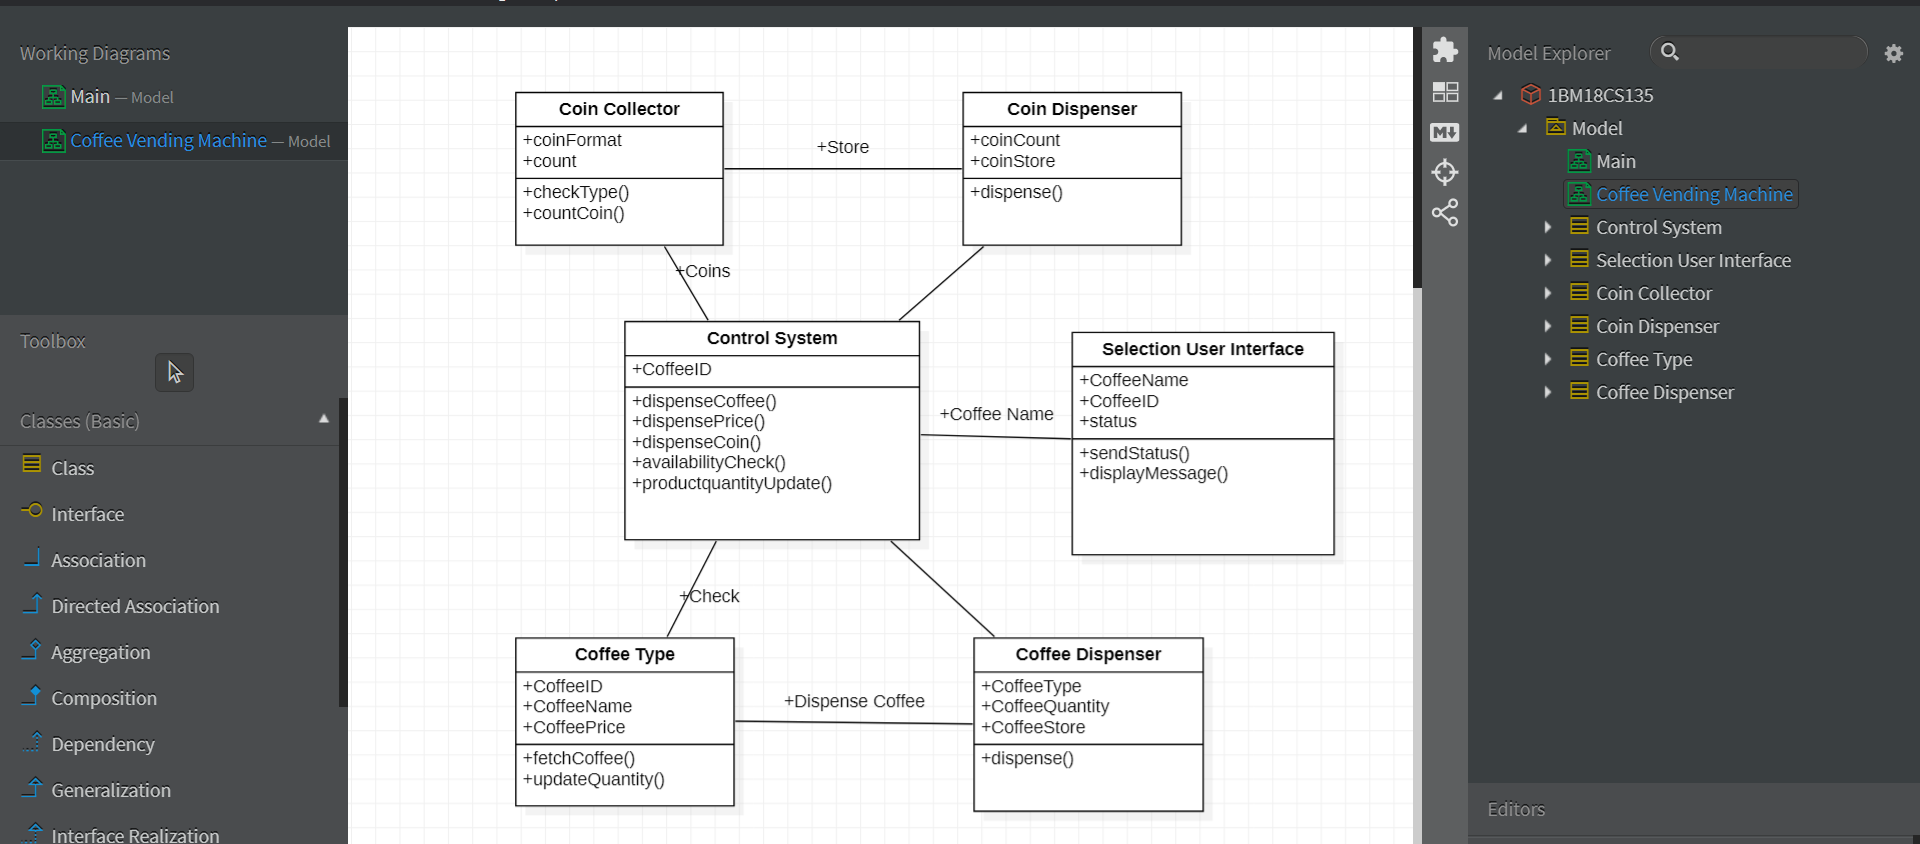 Working Diagrams
Main — Model
Coffee Vending Machine — Model
Toolbox
Classes (Basic)
Class
Interface
Association
Directed Association
Aggregation
Composition
Dependency
Generalization
Interface Realization
Coin Collector
+coinFormat
+count
+checkType()
+countCoin()
+Store
Coin Dispenser
+coinCount
+coinStore
+dispense()
+Coins
Control System
+CoffeeID
+dispenseCoffee()
+dispensePrice()
+dispenseCoin()
+availabilityCheck()
+productquantityUpdate()
+Coffee Name
Selection User Interface
+CoffeeName
+CoffeeID
+status
+sendStatus()
+displayMessage()
+Check
Coffee Type
+CoffeeID
+CoffeeName
+CoffeePrice
+fetchCoffee()
+updateQuantity()
+Dispense Coffee
Coffee Dispenser
+CoffeeType
+CoffeeQuantity
+CoffeeStore
+dispense()
M
Model Explorer
1BM18CS135
Model
Main
Coffee Vending Machine
Control System
Selection User Interface
Coin Collector
Coin Dispenser
Coffee Type
Coffee Dispenser
Editors